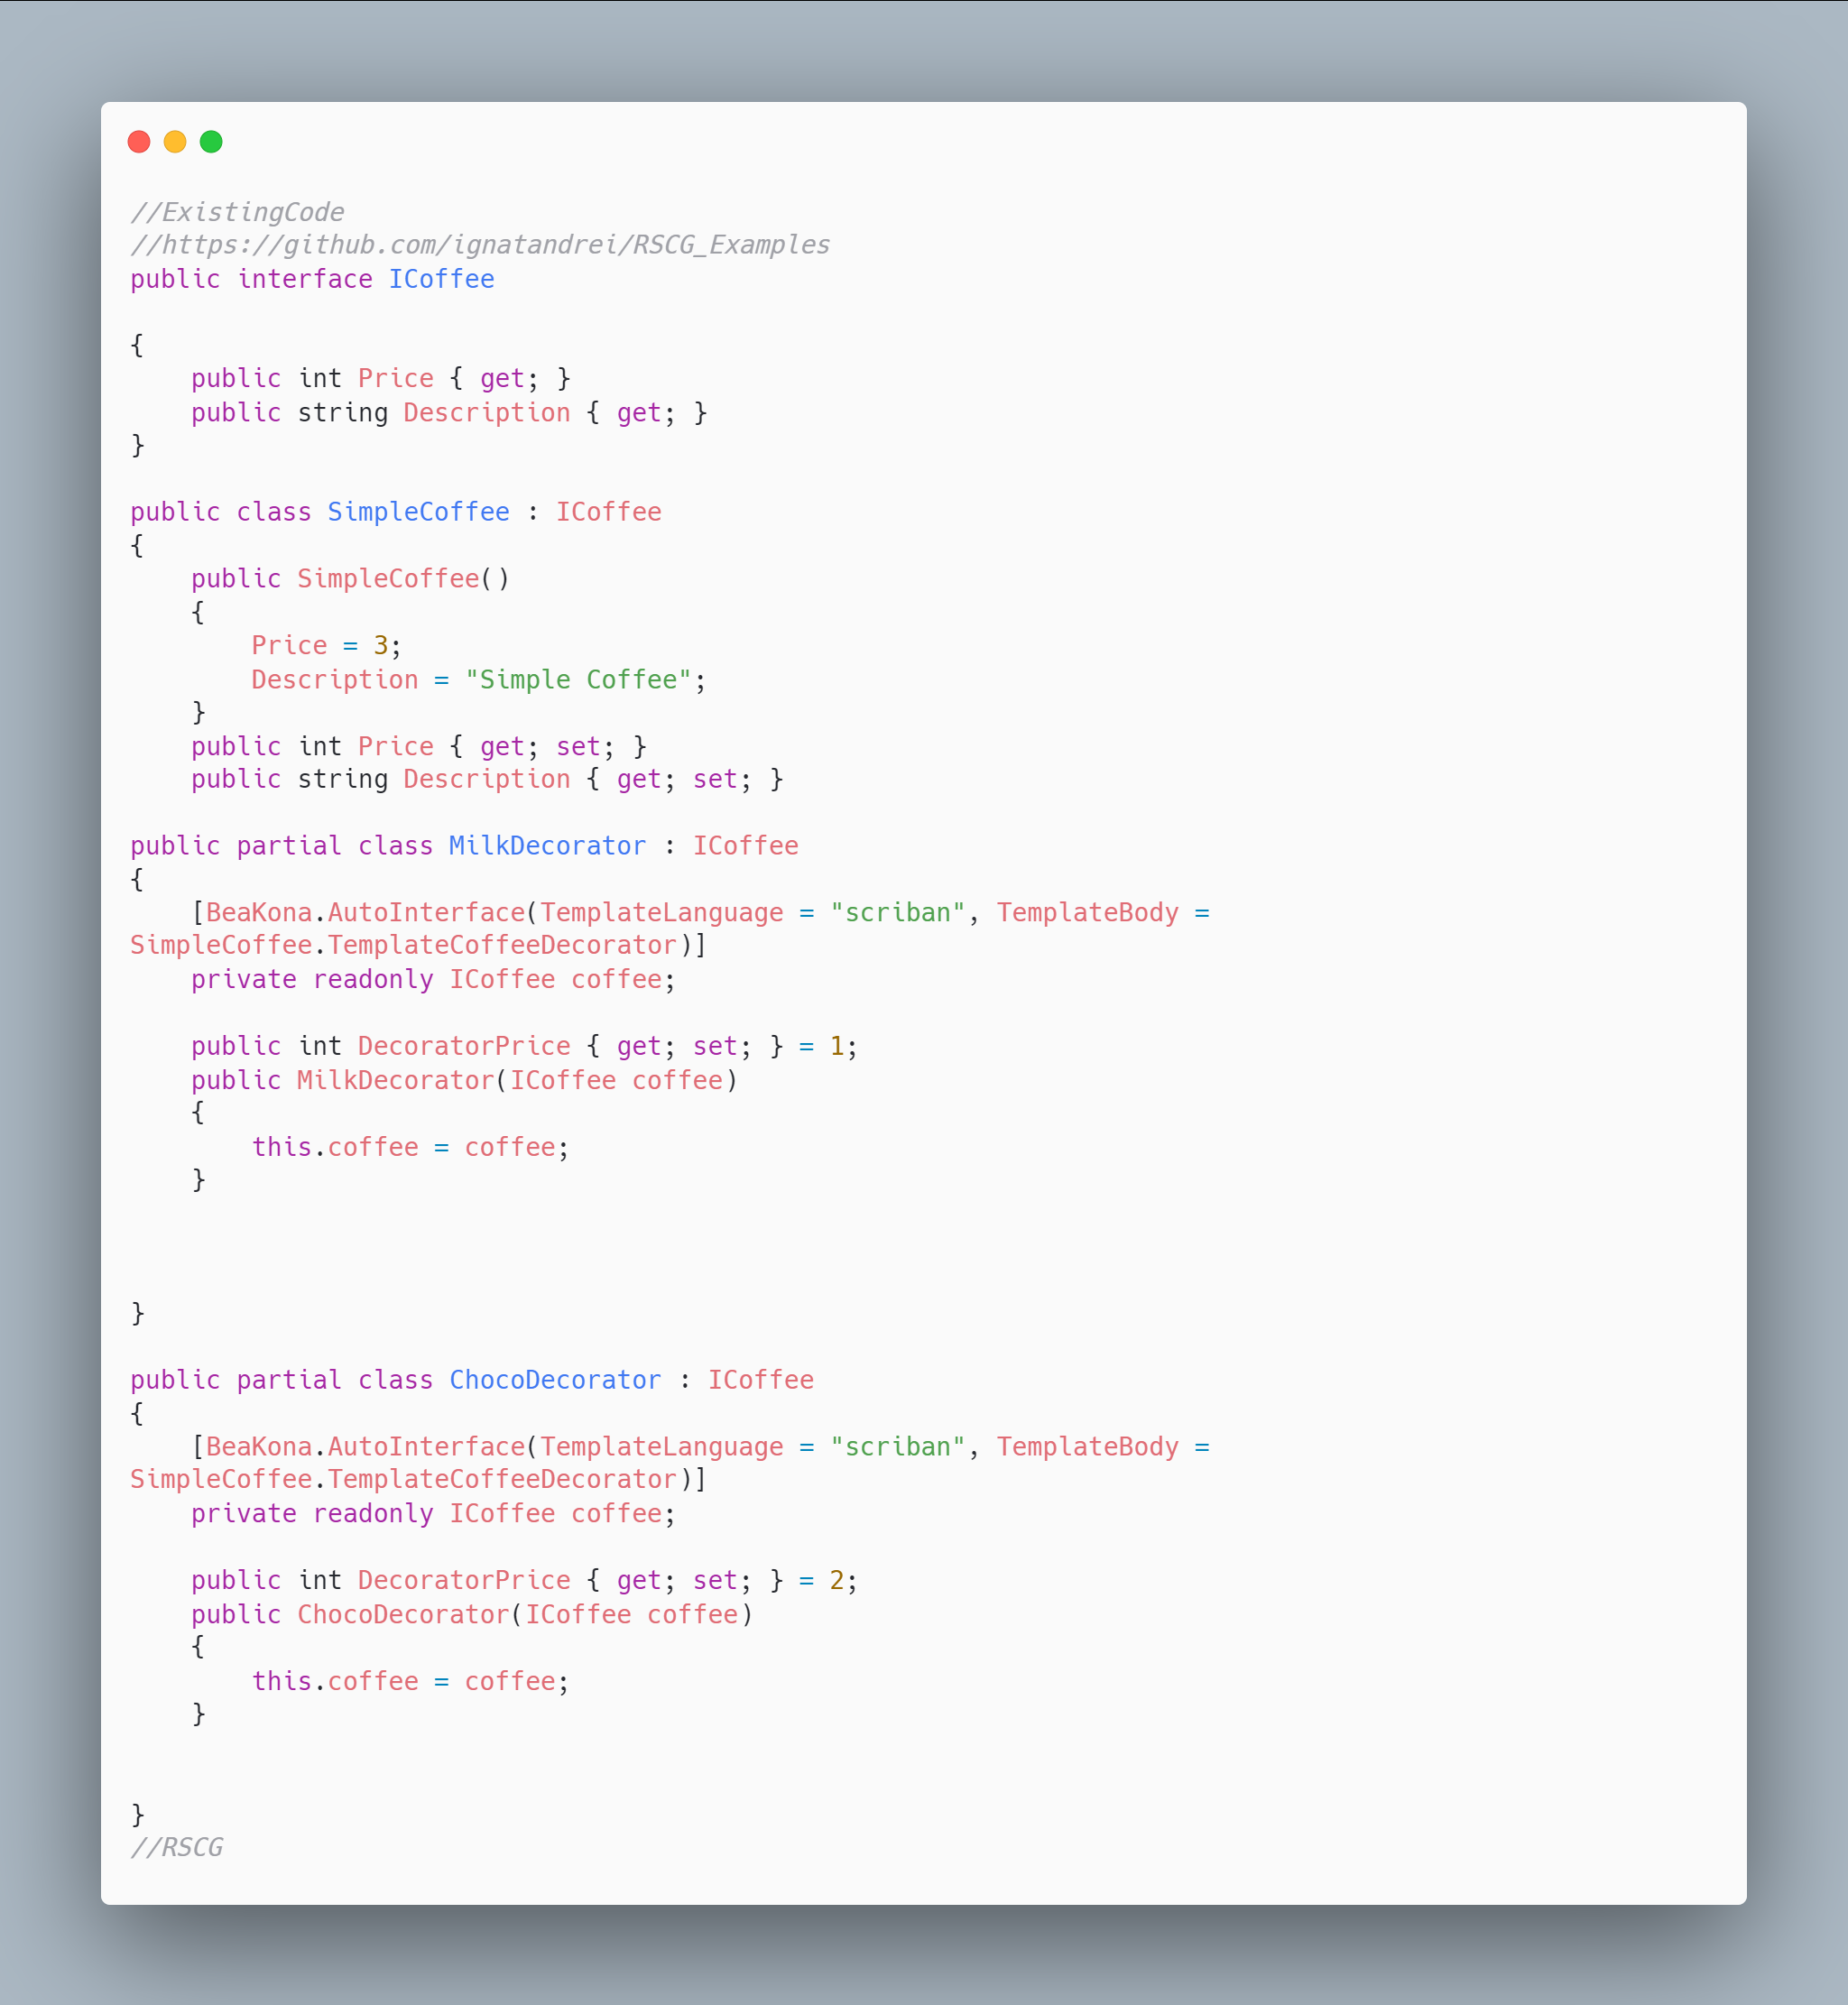 //ExistingCode
//https://github.com/ignatandrei/RSCG_Examples
public interface ICoffee
{
    public int Price { get; }
    public string Description { get; }
}
public class SimpleCoffee : ICoffee
{
    public SimpleCoffee()
    {
        Price = 3;
        Description = "Simple Coffee";
    }
    public int Price { get; set; }
    public string Description { get; set; }
public partial class MilkDecorator : ICoffee
{
    [BeaKona.AutoInterface(TemplateLanguage = "scriban", TemplateBody =
SimpleCoffee.TemplateCoffeeDecorator)]
    private readonly ICoffee coffee;
    public int DecoratorPrice { get; set; } = 1;
    public MilkDecorator(ICoffee coffee)
    {
        this.coffee = coffee;
    }
}
public partial class ChocoDecorator : ICoffee
{
    [BeaKona.AutoInterface(TemplateLanguage = "scriban", TemplateBody =
SimpleCoffee.TemplateCoffeeDecorator)]
    private readonly ICoffee coffee;
    public int DecoratorPrice { get; set; } = 2;
    public ChocoDecorator(ICoffee coffee)
    {
        this.coffee = coffee;
    }
}
//RSCG